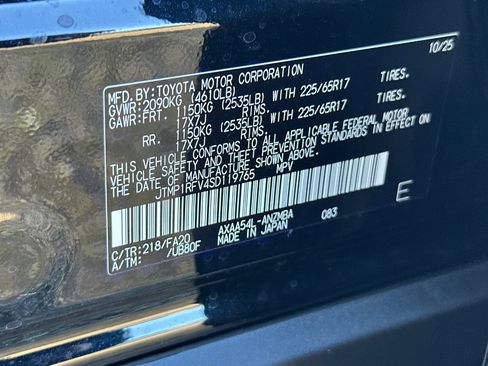 MFD. BY: TOYOTA MOTOR CORPORATION 10/25
GVWR: 2090KG (4610LB)
GAWR: FRT. 1150KG (2535LB) WITH 225/65R17 TIRES.
17X7J RIMS.
RR. 1150KG (2535LB) WITH 225/65R17 TIRES.
17X7J RIMS.
THIS VEHICLE CONFORMS TO ALL APPLICABLE FEDERAL MOTOR
VEHICLE SAFETY AND THEFT PREVENTION STANDARDS IN EFFECT ON
THE DATE OF MANUFACTURE SHOWN ABOVE.
JTMP1RFV4SD119765 MPV
E
AXAA54L-ANZMBA 083
C/TR: 218/FA20 MADE IN JAPAN
A/TM: /UB80F